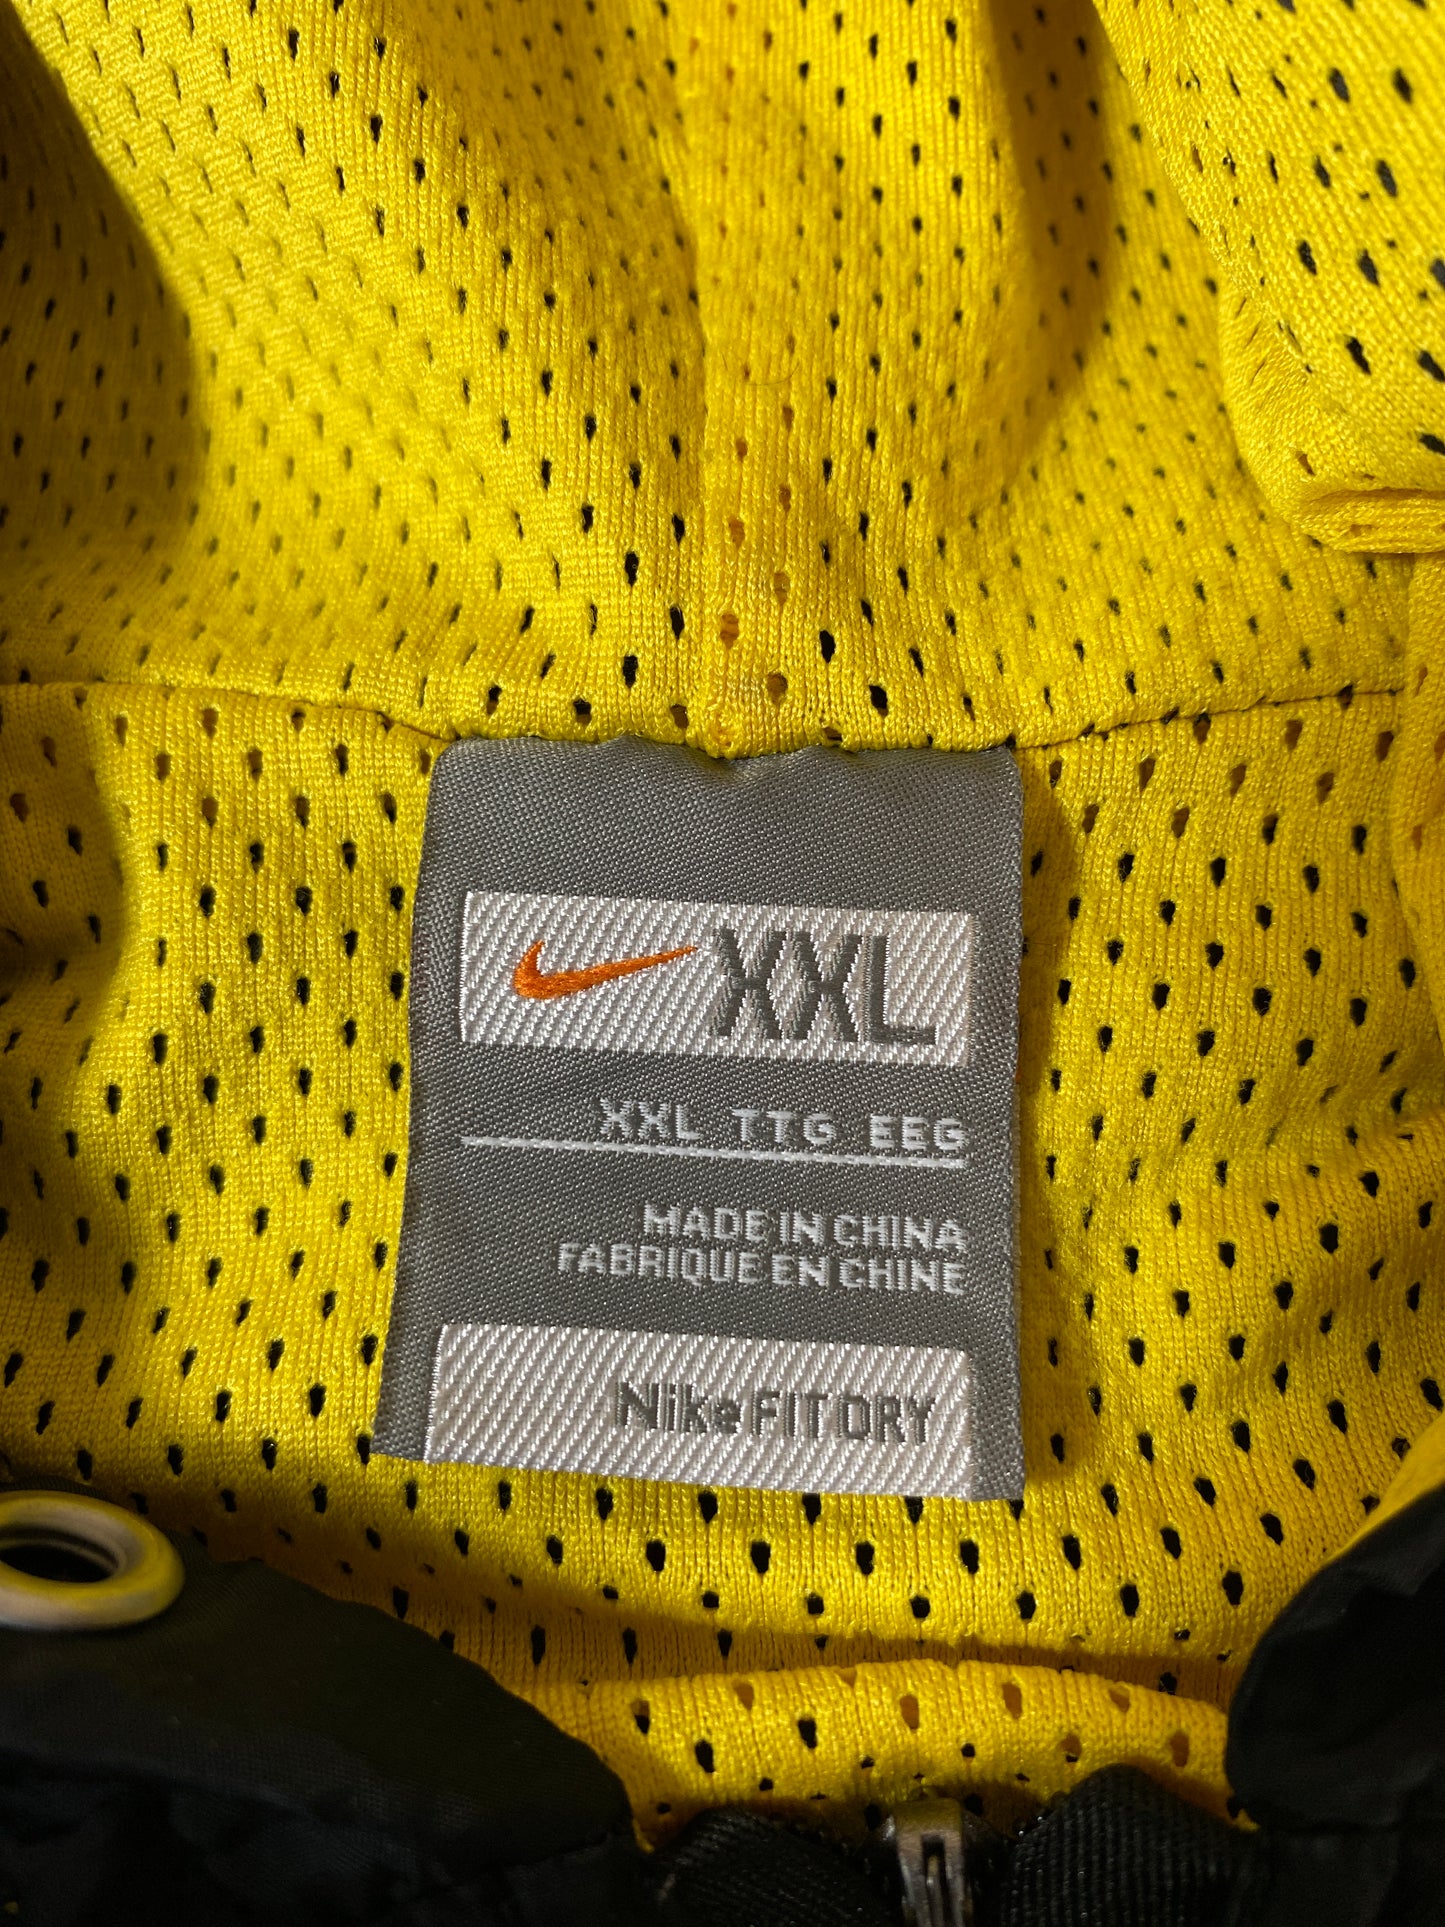 XXL
XXL TTG EEG
MADE IN CHINA
FABRIQUE EN CHINE
Nike FIT DRY